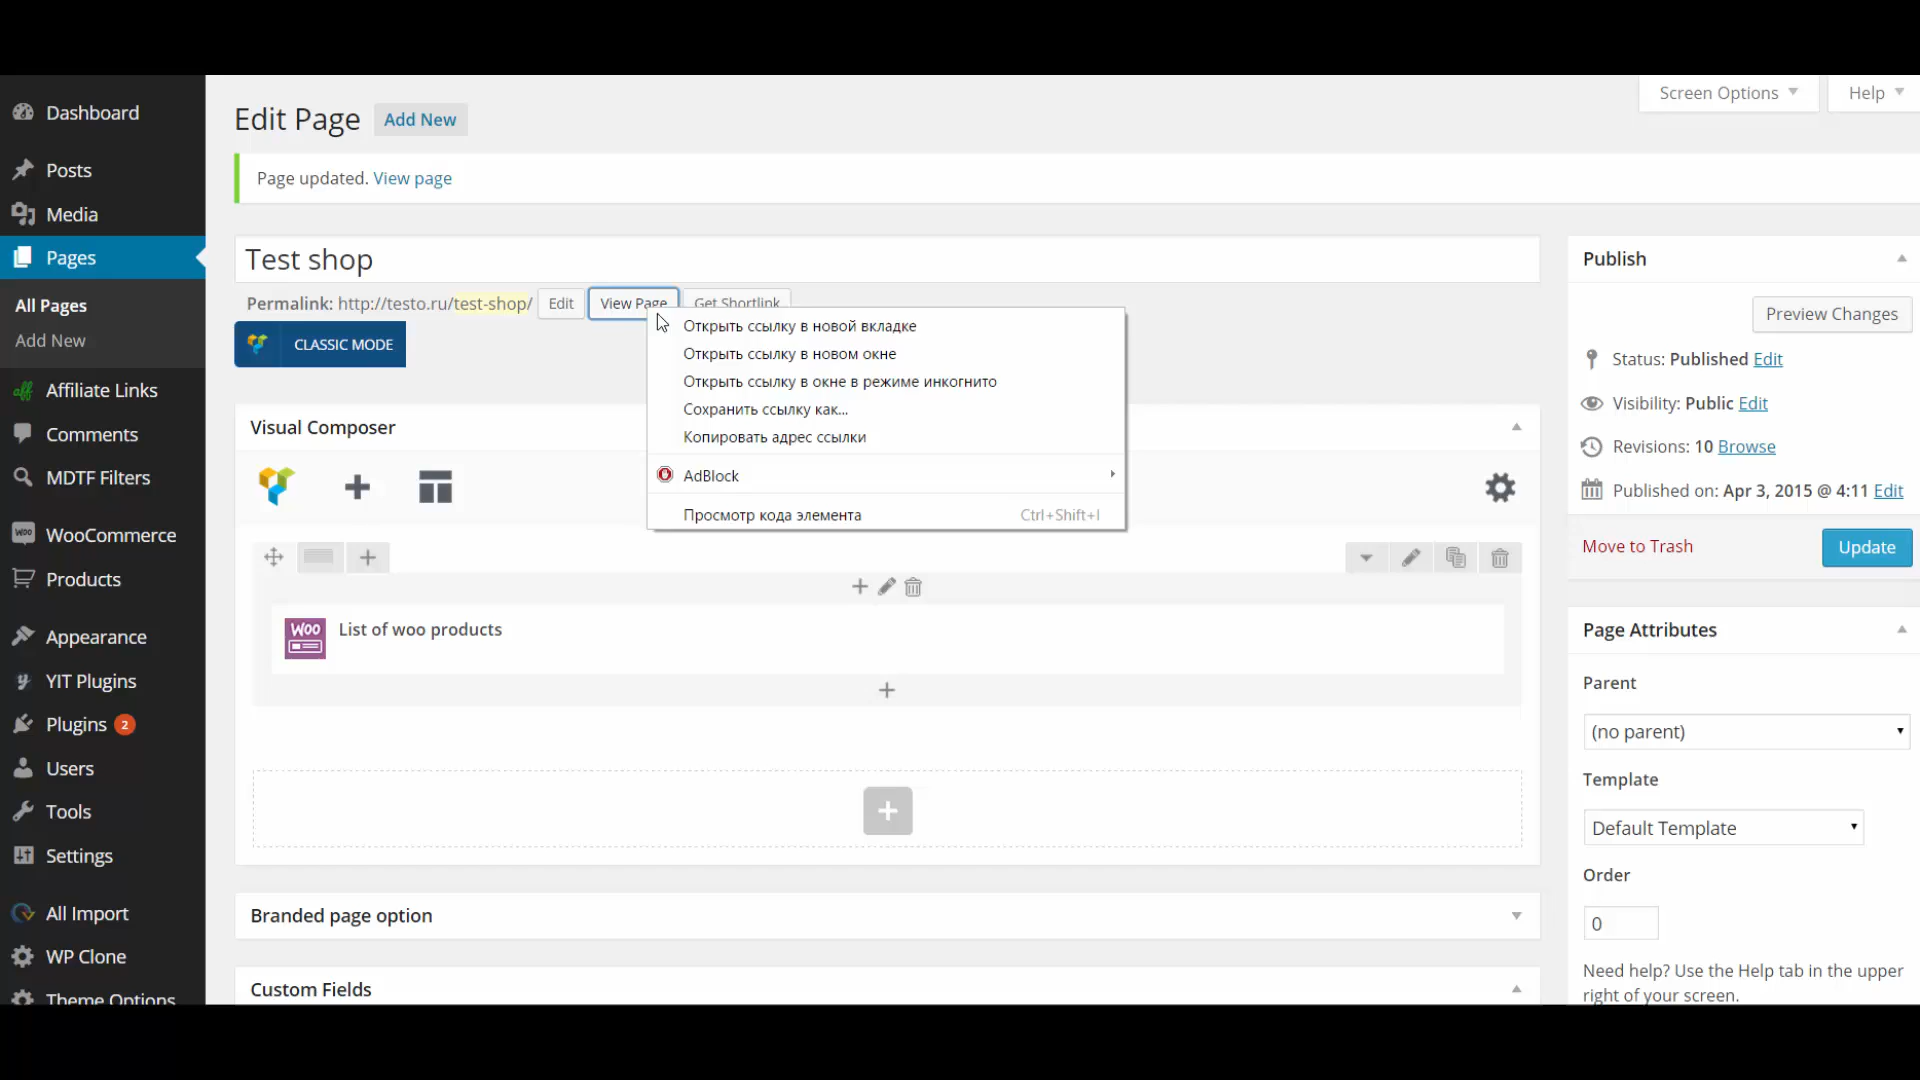 Screen Options
Help
Dashboard
Posts
Media
Pages
All Pages
Add New
Affiliate Links
Comments
MDTF Filters
WooCommerce
Products
Appearance
YIT Plugins
Plugins 2
Users
Tools
Settings
All Import
WP Clone
Theme Options
Edit Page Add New
Page updated. View page
Test shop
Permalink: http://testo.ru/test-shop/ Edit View Page Get Shortlink
CLASSIC MODE
Открыть ссылку в новой вкладке
Открыть ссылку в новом окне
Открыть ссылку в окне в режиме инкогнито
Сохранить ссылку как...
Копировать адрес ссылки
AdBlock
Просмотр кода элемента Ctrl+Shift+I
Visual Composer
WOO List of woo products
Branded page option
Custom Fields
Publish
Preview Changes
Status: Published Edit
Visibility: Public Edit
Revisions: 10 Browse
Published on: Apr 3, 2015 @ 4:11 Edit
Move to Trash Update
Page Attributes
Parent
(no parent)
Template
Default Template
Order
0
Need help? Use the Help tab in the upper
right of your screen.